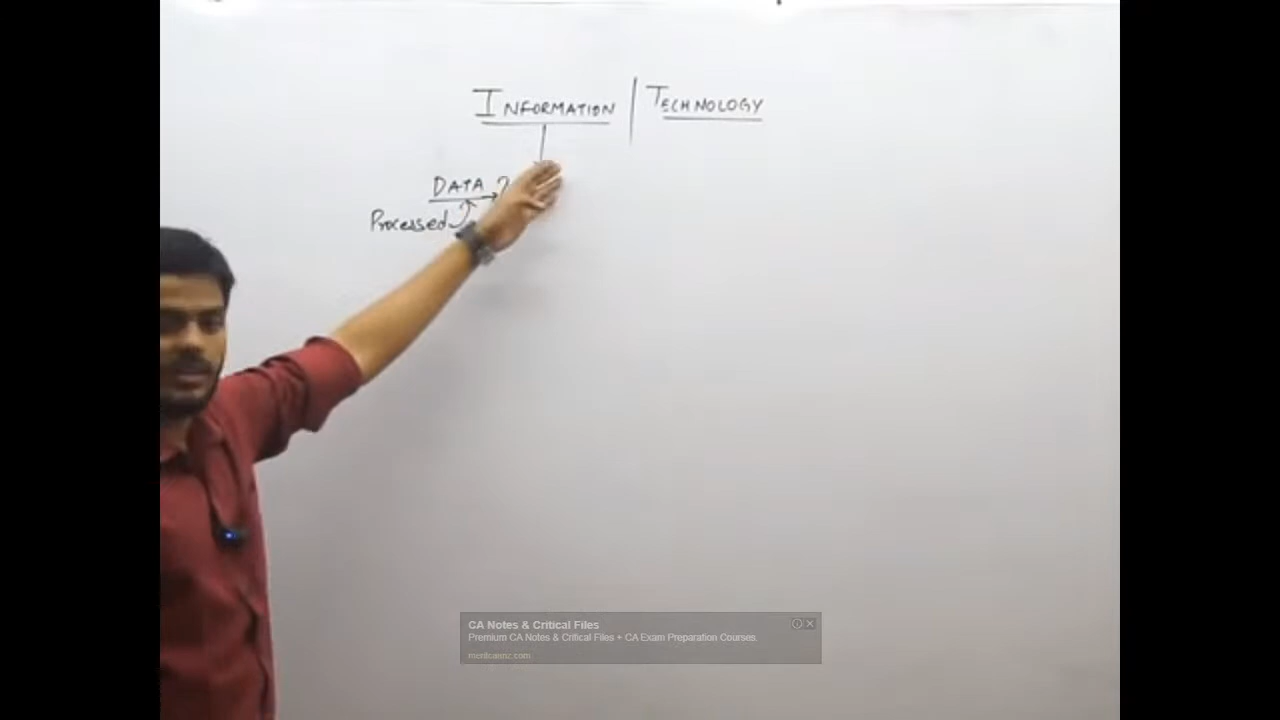 INFORMATION | TECHNOLOGY
DATA ?
Processed
CA Notes & Critical Files
Premium CA Notes & Critical Files + CA Exam Preparation Courses.